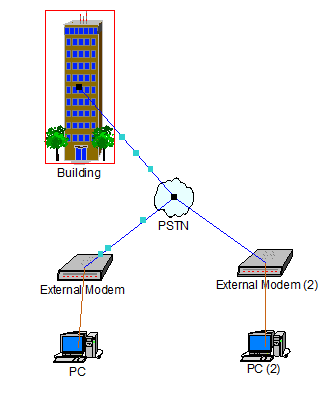 Building
PSTN
External Modem
External Modem (2)
PC
PC (2)